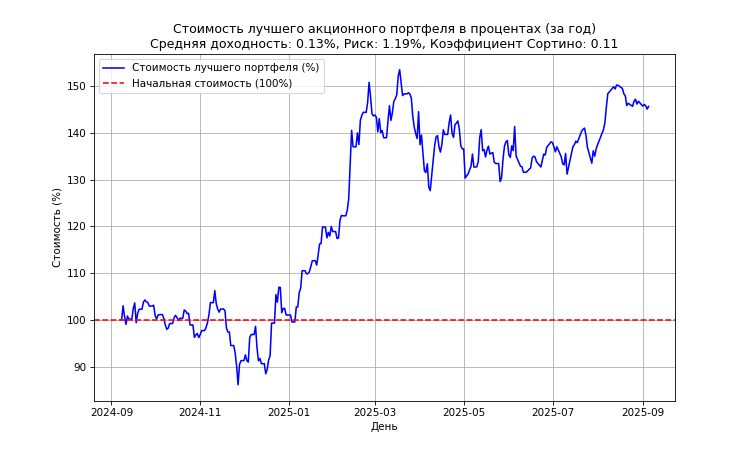 Стоимость лучшего акционного портфеля в процентах (за год)
Средняя доходность: 0.13%, Риск: 1.19%, Коэффициент Сортино: 0.11
Стоимость лучшего портфеля (%)
Начальная стоимость (100%)
Стоимость (%)
150
140
130
120
110
100
90
2024-09
2024-11
2025-01
2025-03
2025-05
2025-07
2025-09
День